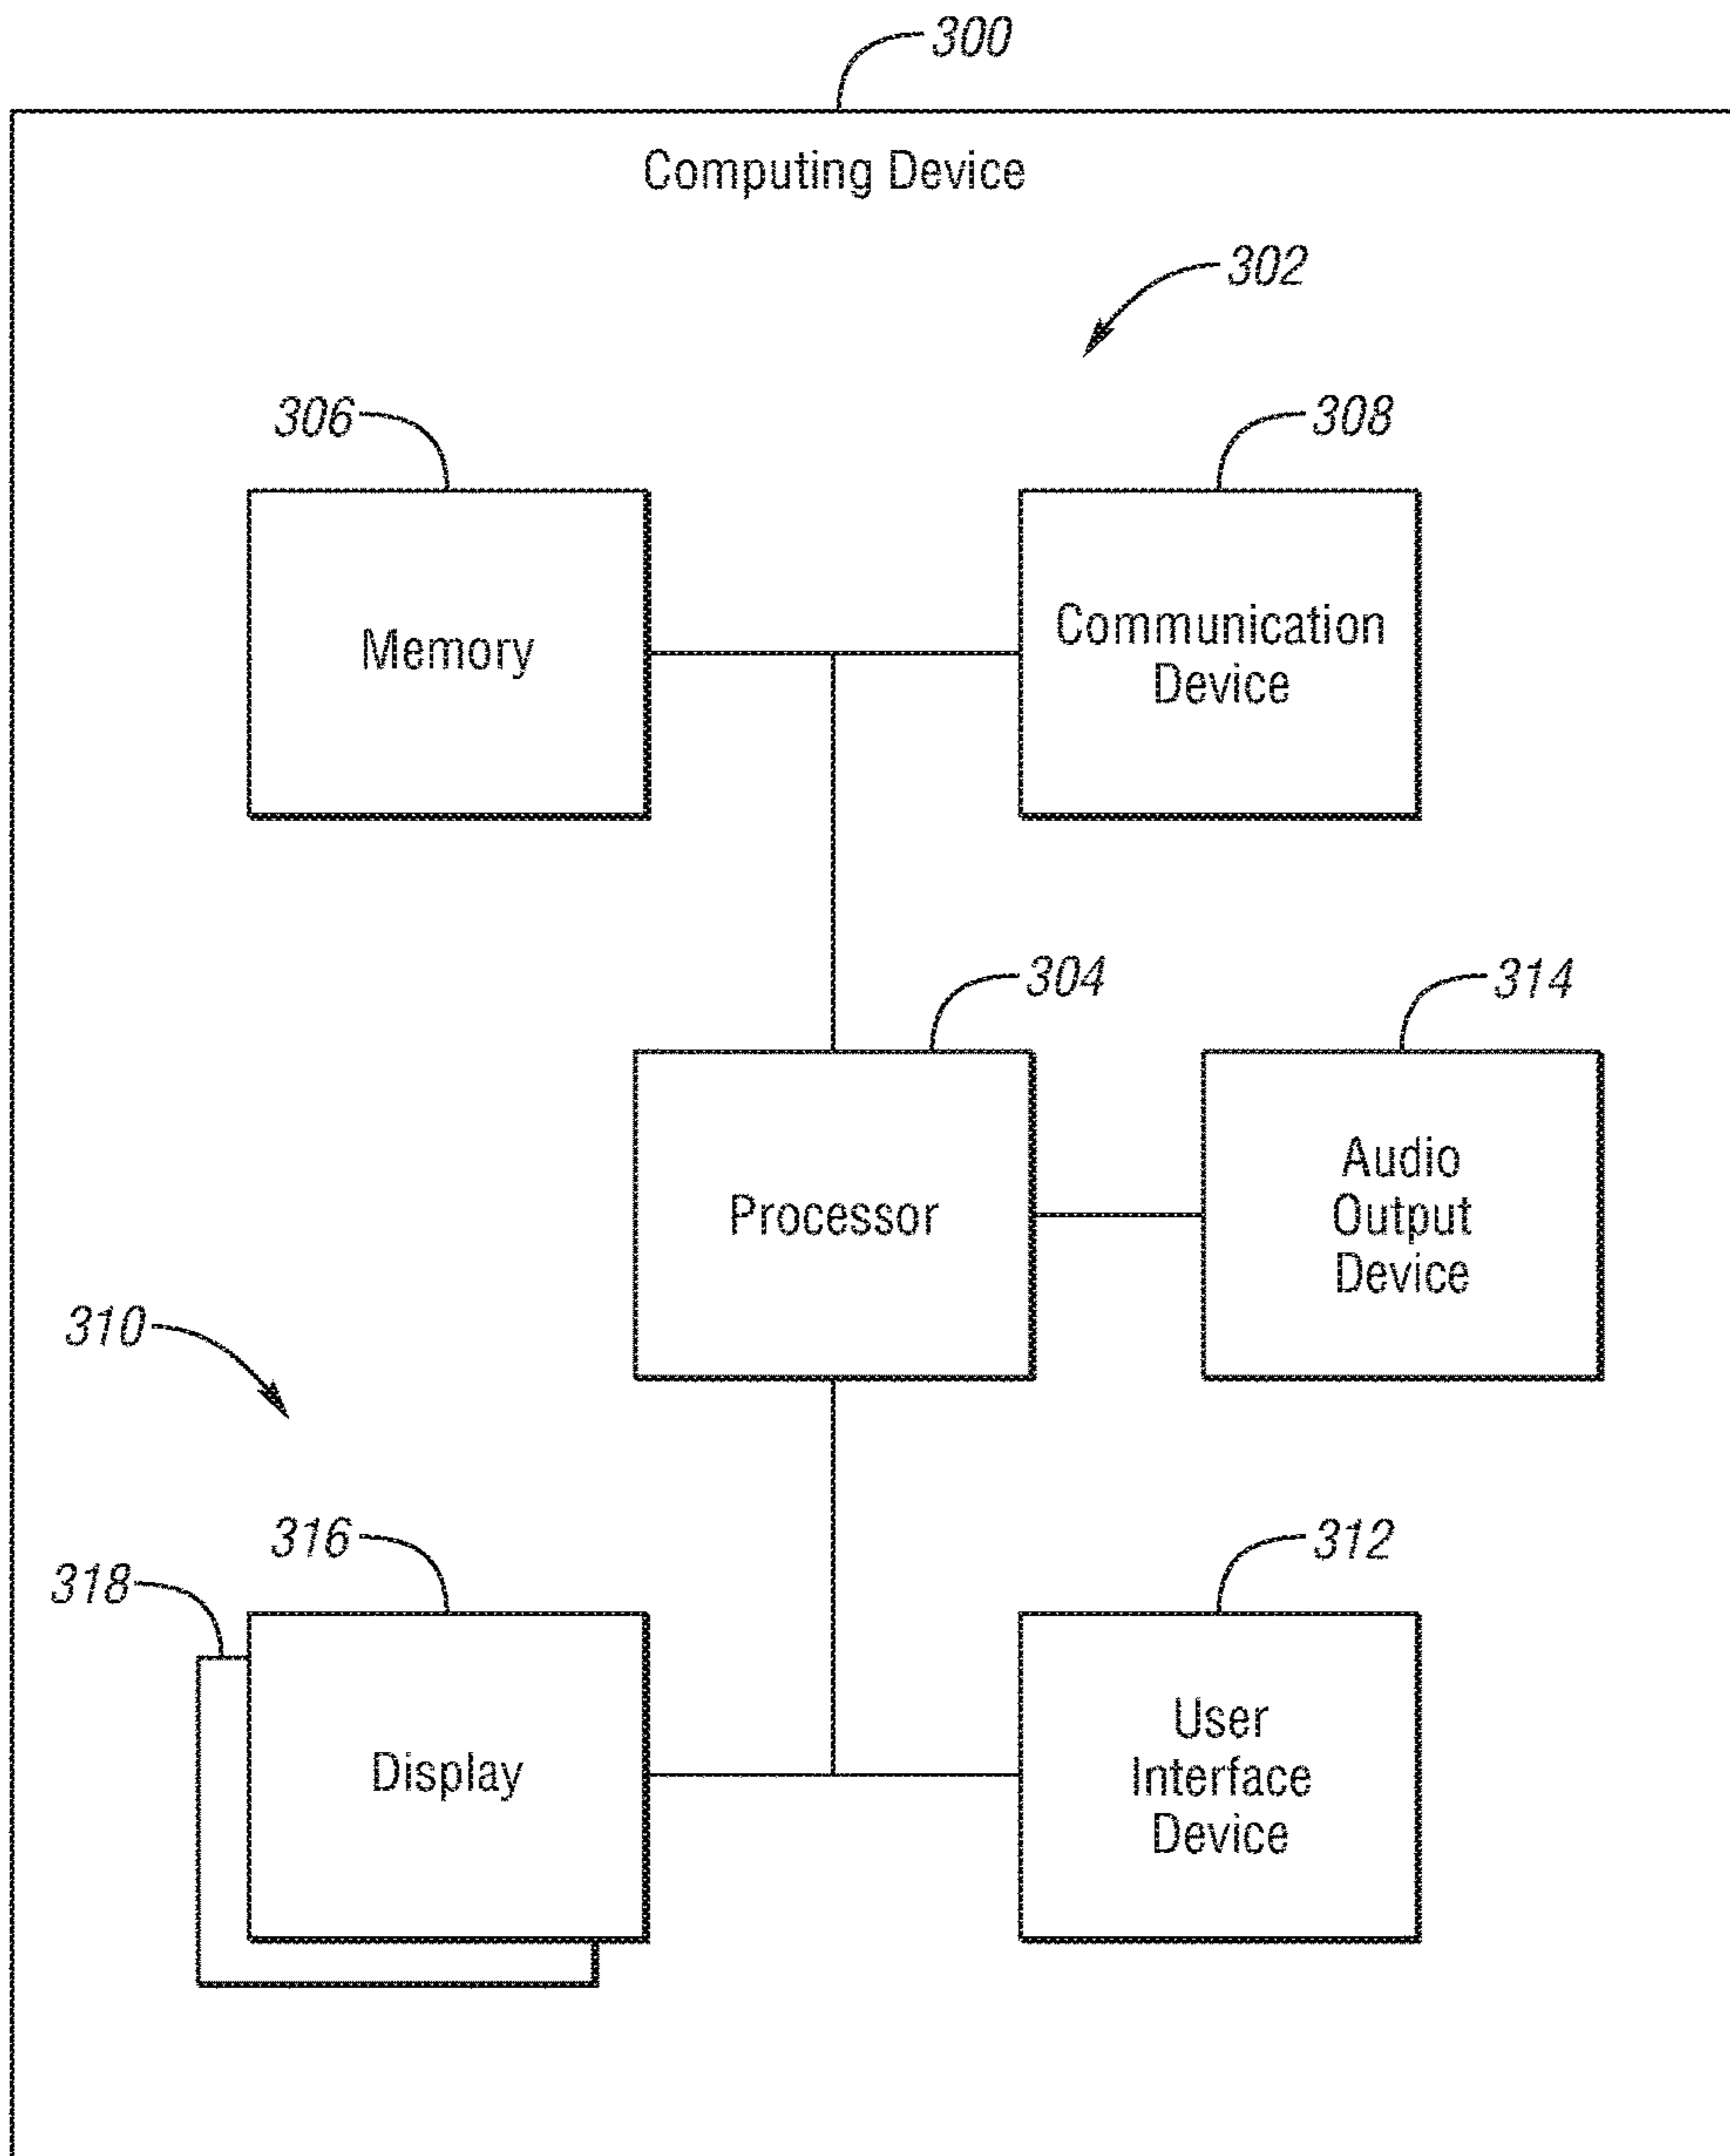 300
Computing Device
302
306
308
Memory
Communication
Device
304
314
Processor
Audio
Output
Device
310
316
312
318
Display
User
Interface
Device